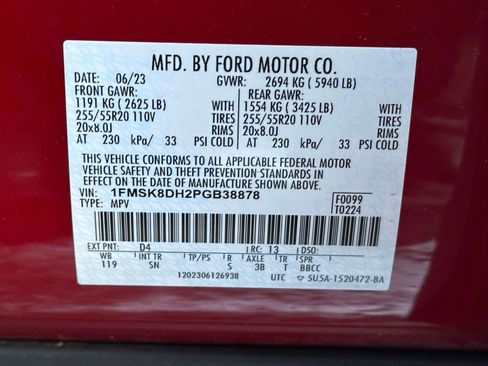 MFD. BY FORD MOTOR CO.
DATE: 06/23 GVWR: 2694 KG ( 5940 LB)
FRONT GAWR: REAR GAWR:
1191 KG ( 2625 LB) 1554 KG ( 3425 LB)
255/55R20 110V 255/55R20 110V
20x8.0J RIMS 20x8.0J RIMS
AT 230 kPa/ 33 PSI COLD AT 230 kPa/ 33 PSI COLD
THIS VEHICLE CONFORMS TO ALL APPLICABLE FEDERAL MOTOR
VEHICLE SAFETY AND THEFT PREVENTION STANDARDS IN
EFFECT ON THE DATE OF MANUFACTURE SHOWN ABOVE.
VIN: 1FMSK8DH2PGB38878 F0099
TYPE: MPV T0224
EXT PNT: D4 RC: 13 DSO:
WB INT TR TP/PS R AXLE TR SPR
119 SN S 3B T BBCC
1202306126938 UTC ▽ 5U5A-1520472-BA